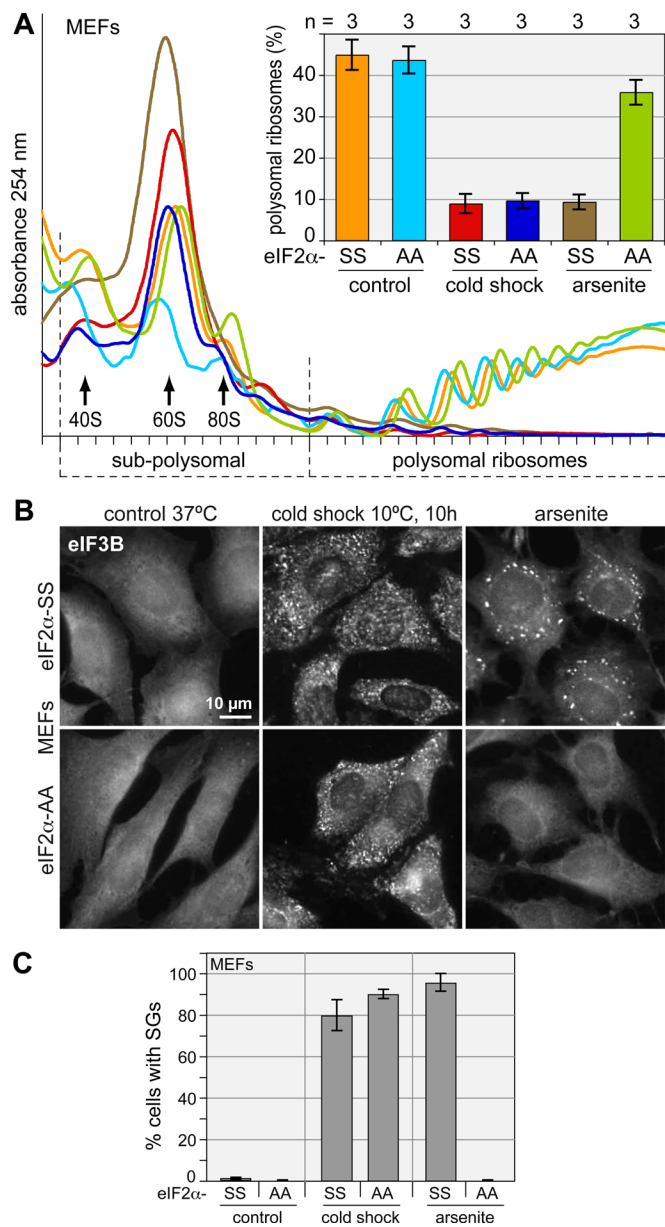 A
MEFs
n = 3 3 3 3 3 3
polysomal ribosomes (%)
40
30
20
10
0
eIF2α- SS AA SS AA SS AA
control cold shock arsenite
absorbance 254 nm
40S 60S 80S
sub-polysomal polysomal ribosomes
B
control 37ºC cold shock 10ºC, 10h arsenite
eIF3B
10 µm
MEFs
eIF2α-SS
eIF2α-AA
C
MEFs
% cells with SGs
100
80
60
40
20
0
eIF2α- SS AA SS AA SS AA
control cold shock arsenite